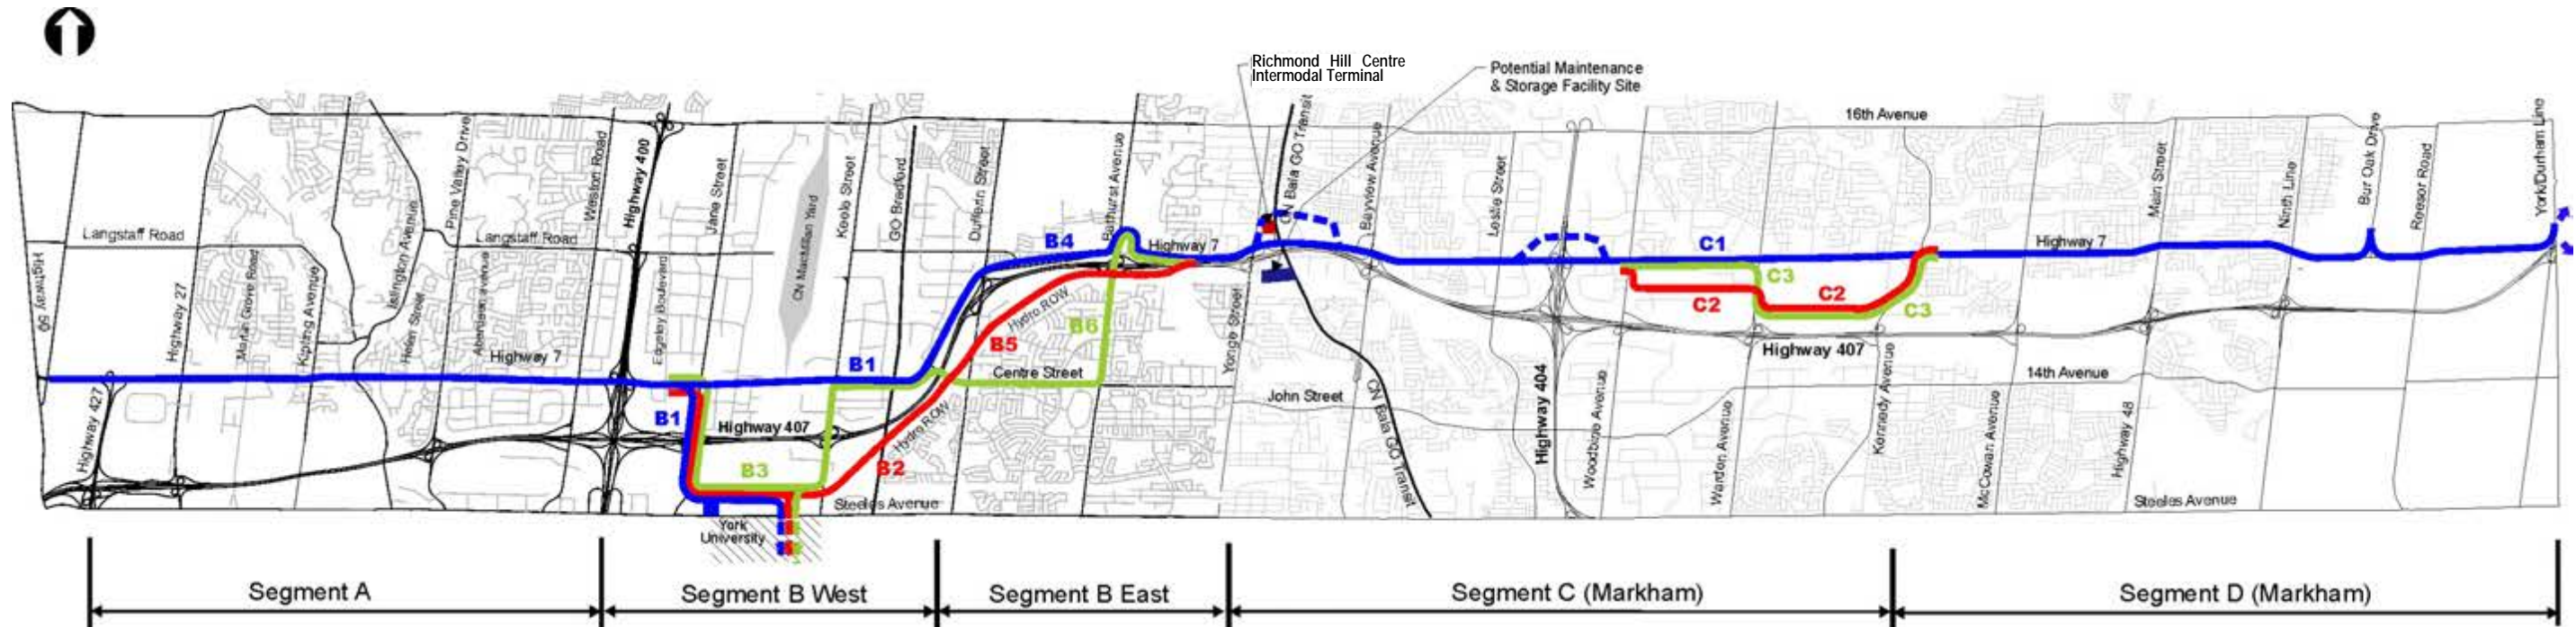 Richmond Hill Centre
Intermodal Terminal
Potential Maintenance
& Storage Facility Site
16th Avenue
Langstaff Road
Highway 50
Highway 27
Highway 427
Martin Grove Road
Kipling Avenue
Islington Avenue
Helen Street
Pine Valley Drive
Langstaff Road
Weston Road
Highway 400
Edgeley Boulevard
Jane Street
CN MacMillan Yard
Keele Street
GO Bradford
Dufferin Street
Bathurst Avenue
B4
Highway 7
CN Bala GO Transit
Bayview Avenue
Leslie Street
C1
Highway 7
Main Street
Ninth Line
Bur Oak Drive
Reesor Road
York/Durham Line
C3
C2
C2
C3
Hydro ROW
B6
B5
Highway 7
B1
Centre Street
Yonge Street
John Street
CN Bala GO Transit
Highway 404
Woodbine Avenue
Warden Avenue
Highway 407
Kennedy Avenue
14th Avenue
McCowan Avenue
Highway 48
B1
Highway 407
Hydro ROW
B3
B2
Steeles Avenue
Steeles Avenue
York
University
Segment A
Segment B West
Segment B East
Segment C (Markham)
Segment D (Markham)